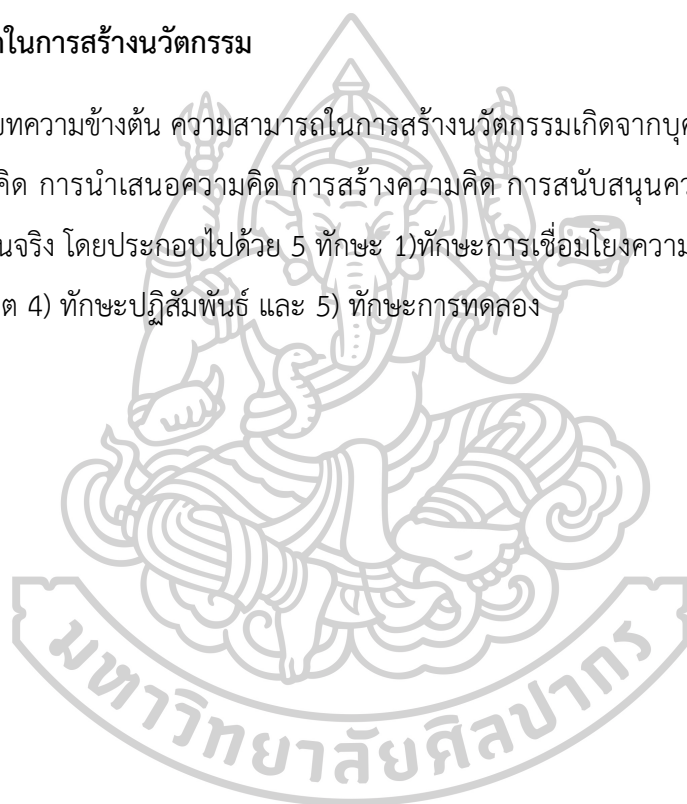 ในการสร้างนวัตกรรม
บทความข้างต้น ความสามารถในการสร้างนวัตกรรมเกิดจากบุค
คิด การนำเสนอความคิด การสร้างความคิด การสนับสนุนคว
นจริง โดยประกอบไปด้วย 5 ทักษะ 1)ทักษะการเชื่อมโยงความ
ต 4) ทักษะปฏิสัมพันธ์ และ 5) ทักษะการทดลอง
มหาวิทยาลัยศิลปากร